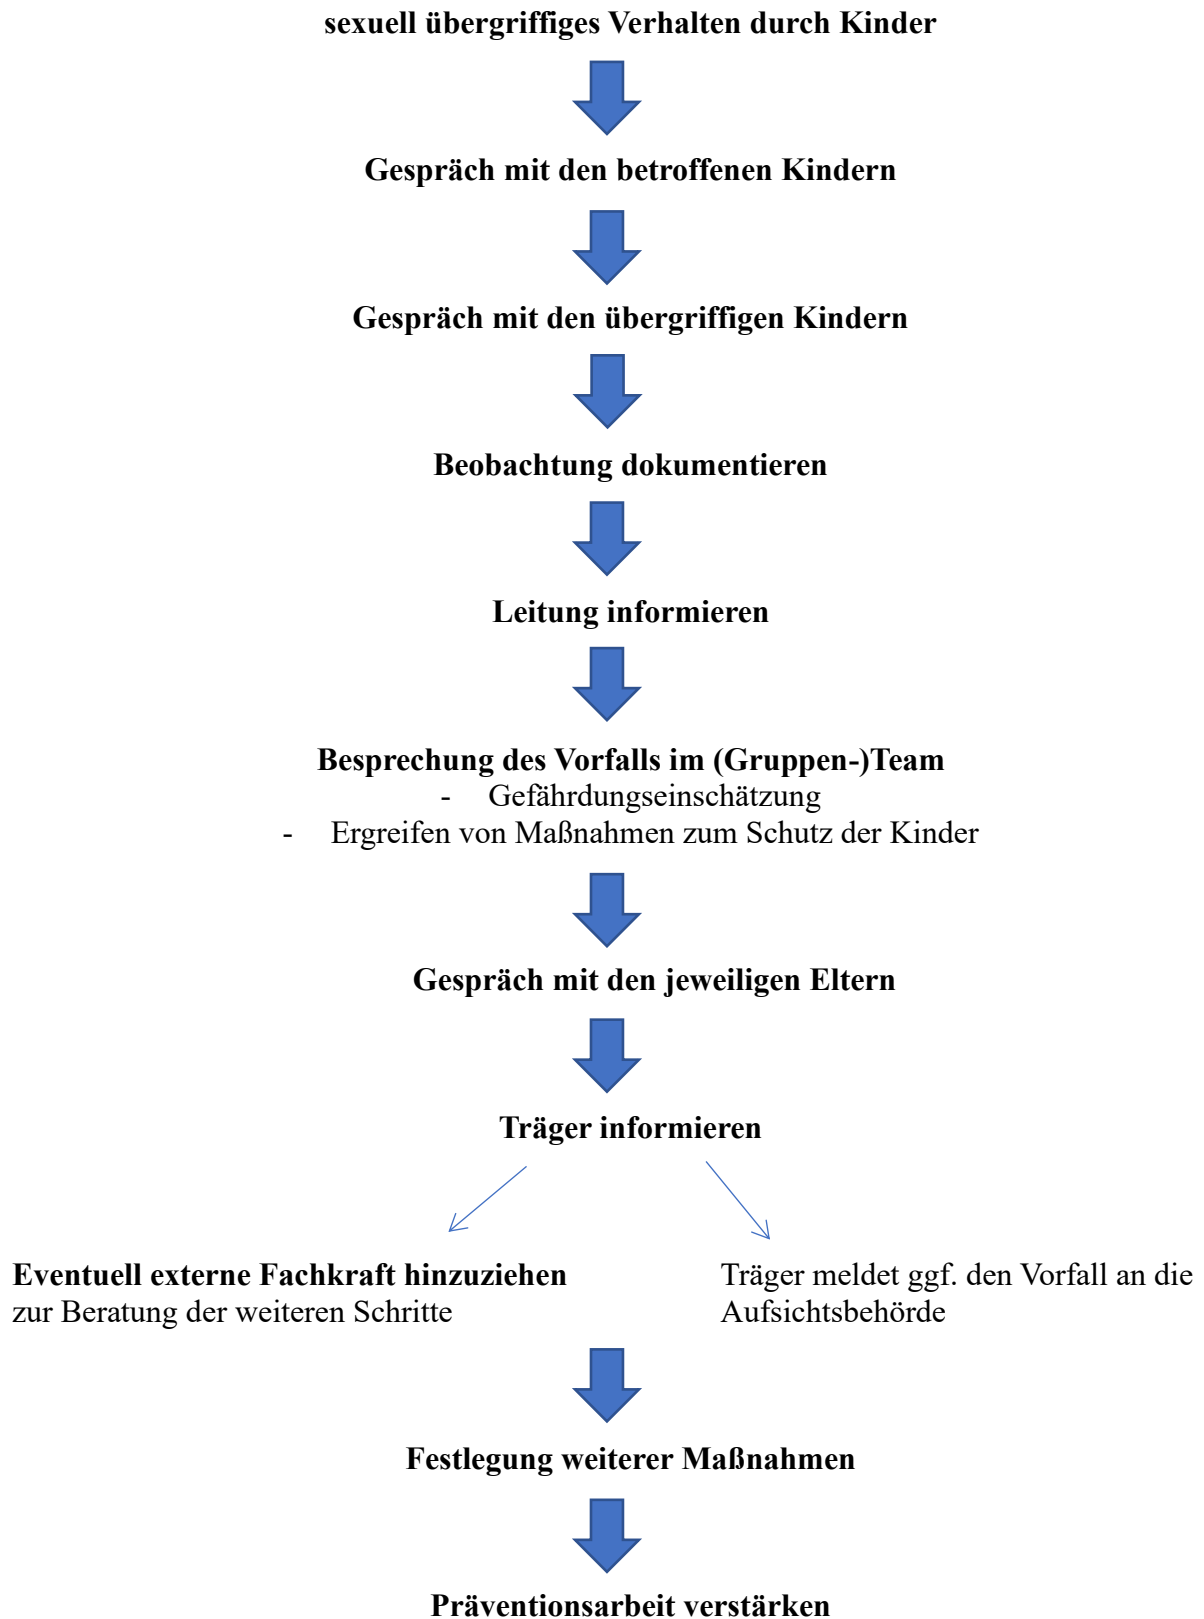 sexuell übergriffiges Verhalten durch Kinder
Gespräch mit den betroffenen Kindern
Gespräch mit den übergriffigen Kindern
Beobachtung dokumentieren
Leitung informieren
Besprechung des Vorfalls im (Gruppen-)Team
- Gefährdungseinschätzung
- Ergreifen von Maßnahmen zum Schutz der Kinder
Gespräch mit den jeweiligen Eltern
Träger informieren
Eventuell externe Fachkraft hinzuziehen
zur Beratung der weiteren Schritte
Träger meldet ggf. den Vorfall an die
Aufsichtsbehörde
Festlegung weiterer Maßnahmen
Präventionsarbeit verstärken